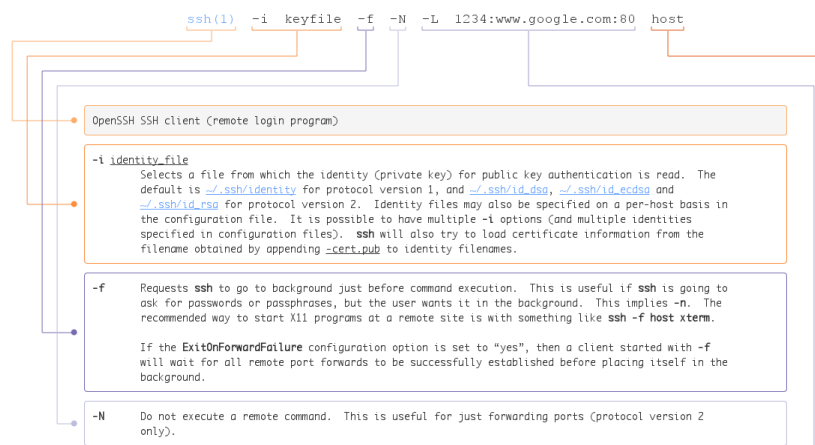 ssh(1) -i keyfile -f -N -L 1234:www.google.com:80 host
OpenSSH SSH client (remote login program)
-i identity_file
Selects a file from which the identity (private key) for public key authentication is read. The
default is ~/.ssh/identity for protocol version 1, and ~/.ssh/id_dsa, ~/.ssh/id_ecdsa and
~/.ssh/id_rsa for protocol version 2. Identity files may also be specified on a per-host basis in
the configuration file. It is possible to have multiple -i options (and multiple identities
specified in configuration files). ssh will also try to load certificate information from the
filename obtained by appending -cert.pub to identity filenames.
-f Requests ssh to go to background just before command execution. This is useful if ssh is going to
ask for passwords or passphrases, but the user wants it in the background. This implies -n. The
recommended way to start X11 programs at a remote site is with something like ssh -f host xterm.
If the ExitOnForwardFailure configuration option is set to “yes”, then a client started with -f
will wait for all remote port forwards to be successfully established before placing itself in the
background.
-N Do not execute a remote command. This is useful for just forwarding ports (protocol version 2
only).